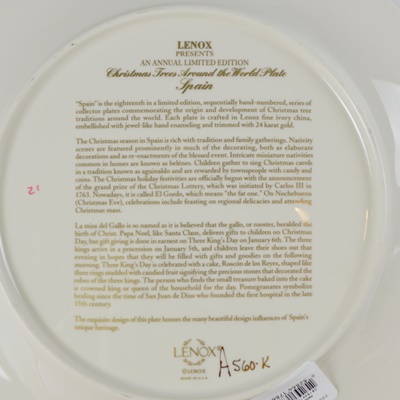 LENOX
PRESENTS
AN ANNUAL LIMITED EDITION
Christmas Trees Around the World Plate
Spain
"Spain" is the eighteenth in a limited edition, sequentially hand-numbered, series of
collector plates commemorating the origin and development of Christmas tree
traditions around the world. Each plate is crafted in Lenox fine ivory china,
embellished with jewel-like hand enameling and trimmed with 24 karat gold.
The Christmas season in Spain is rich with tradition and family gatherings. Nativity
scenes are featured prominently in much of the decorating, both as elaborate
decorations and as re-enactments of the blessed event. Intricate miniature nativities
common in homes are known as belénes. Children gather to sing Christmas carols
in a tradition known as aguinaldo and are rewarded by townspeople with candy and
coins. The Christmas holiday festivities are officially begun with the announcement
of the grand prize of the Christmas Lottery, which was initiated by Carlos III in
1763. Nowadays, it is called El Gordo, which means "the fat one." On Nochebuena
(Christmas Eve), celebrations include feasting on regional delicacies and attending
Christmas mass.
La misa del Gallo is so named as it is believed that the gallo, or rooster, heralded the
birth of Christ. Papa Noel, like Santa Claus, delivers gifts to children on Christmas
Day, but gift giving is done in earnest on Three King's Day on January 6th. The three
kings arrive in a procession on January 5th, and children leave their shoes out that
evening in hopes that they will be filled with gifts and goodies on the following
morning. Three King's Day is celebrated with a cake, Roscón de los Reyes, shaped like
three rings studded with candied fruit signifying the precious stones that decorated the
robes of the three kings. The person who finds the small treasure baked into the cake
is crowned king or queen of the household for the day. Pomegranates symbolize
healing since the time of San Juan de Dios who founded the first hospital in the late
15th century.
The exquisite design of this plate honors the many beautiful design influences of Spain's
unique heritage.
LENOX
©LENOX
MADE IN U.S.A.
A560-K
21